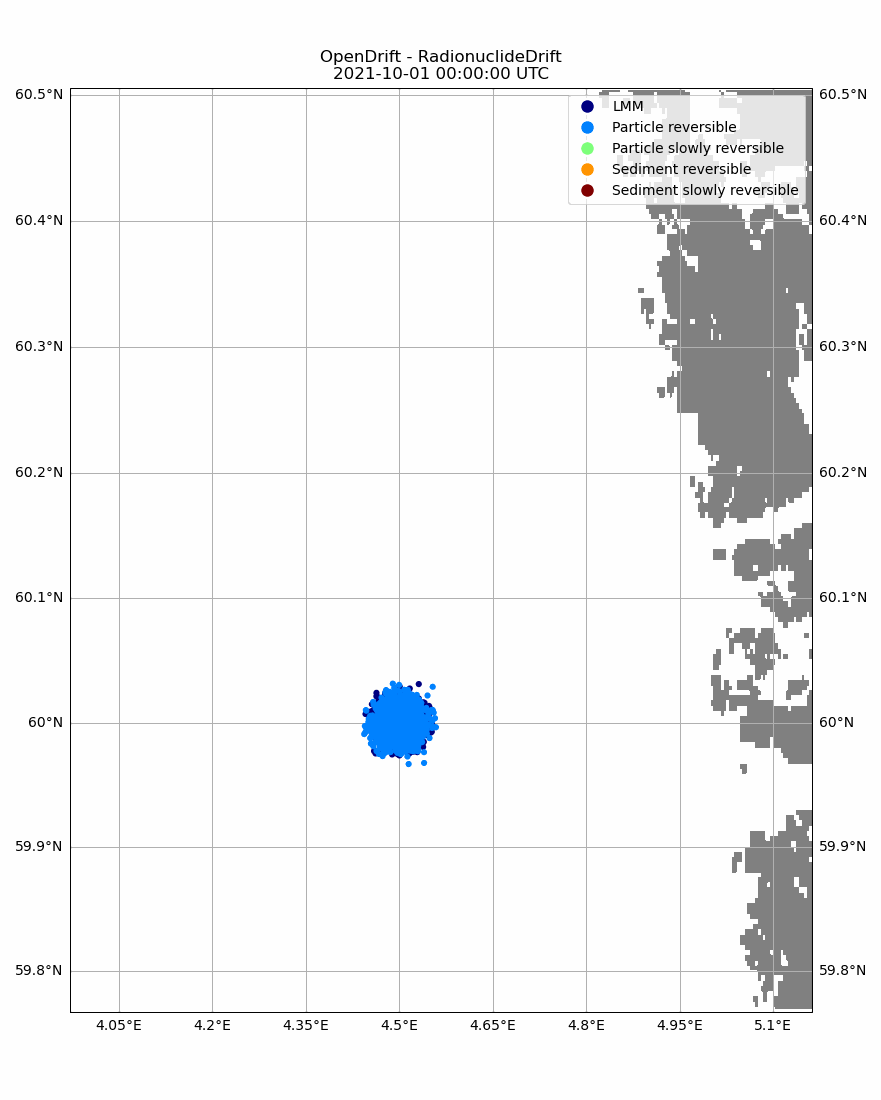 OpenDrift - RadionuclideDrift
2021-10-01 00:00:00 UTC
60.5°N
60.5°N
LMM
Particle reversible
Particle slowly reversible
Sediment reversible
Sediment slowly reversible
60.4°N
60.4°N
60.3°N
60.3°N
60.2°N
60.2°N
60.1°N
60.1°N
60°N
60°N
59.9°N
59.9°N
59.8°N
59.8°N
4.05°E
4.2°E
4.35°E
4.5°E
4.65°E
4.8°E
4.95°E
5.1°E